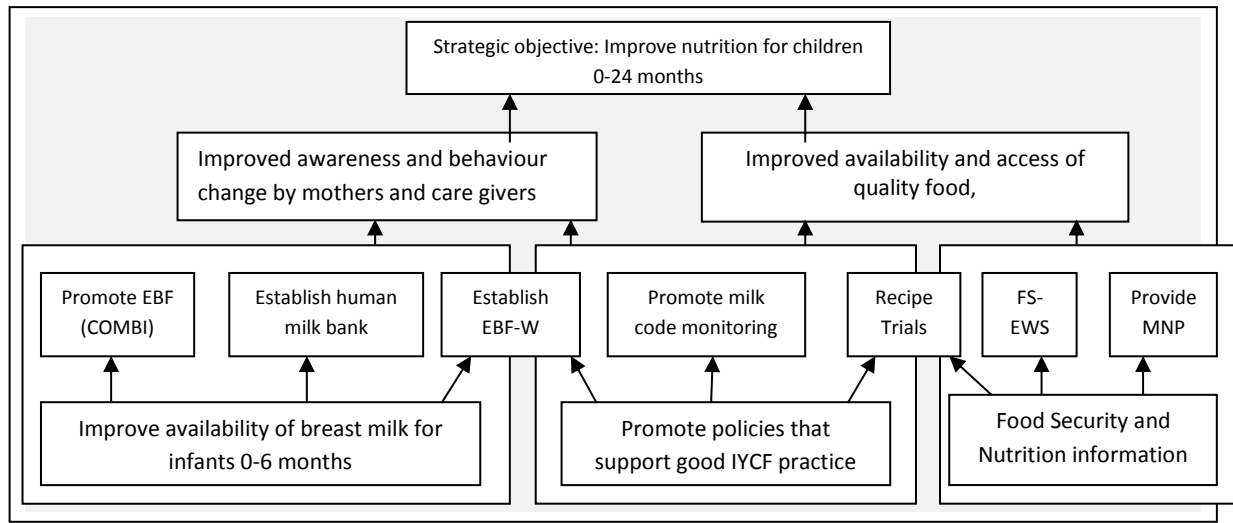 Strategic objective: Improve nutrition for children
0-24 months
Improved awareness and behaviour
change by mothers and care givers
Improved availability and access of
quality food,
Promote EBF
(COMBI)
Establish human
milk bank
Establish
EBF-W
Promote milk
code monitoring
Recipe
Trials
FS-
EWS
Provide
MNP
Improve availability of breast milk for
infants 0-6 months
Promote policies that
support good IYCF practice
Food Security and
Nutrition information